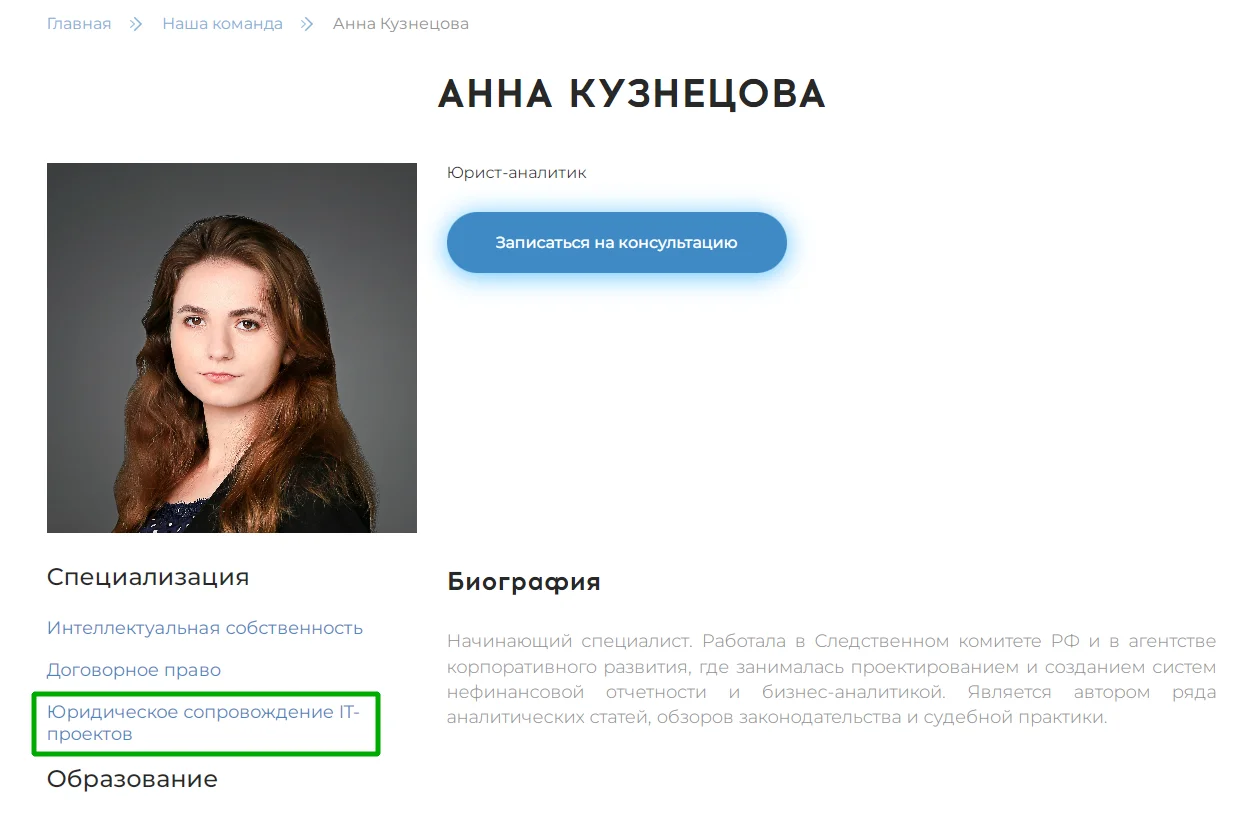 Главная
Наша команда
Анна Кузнецова
АННА КУЗНЕЦОВА
Юрист-аналитик
Записаться на консультацию
Специализация
Интеллектуальная собственность
Договорное право
Юридическое сопровождение IT-
проектов
Образование
Биография
Начинающий специалист. Работала в Следственном комитете РФ и в агентстве
корпоративного развития, где занималась проектированием и созданием систем
нефинансовой отчетности и бизнес-аналитикой. Является автором ряда
аналитических статей, обзоров законодательства и судебной практики.